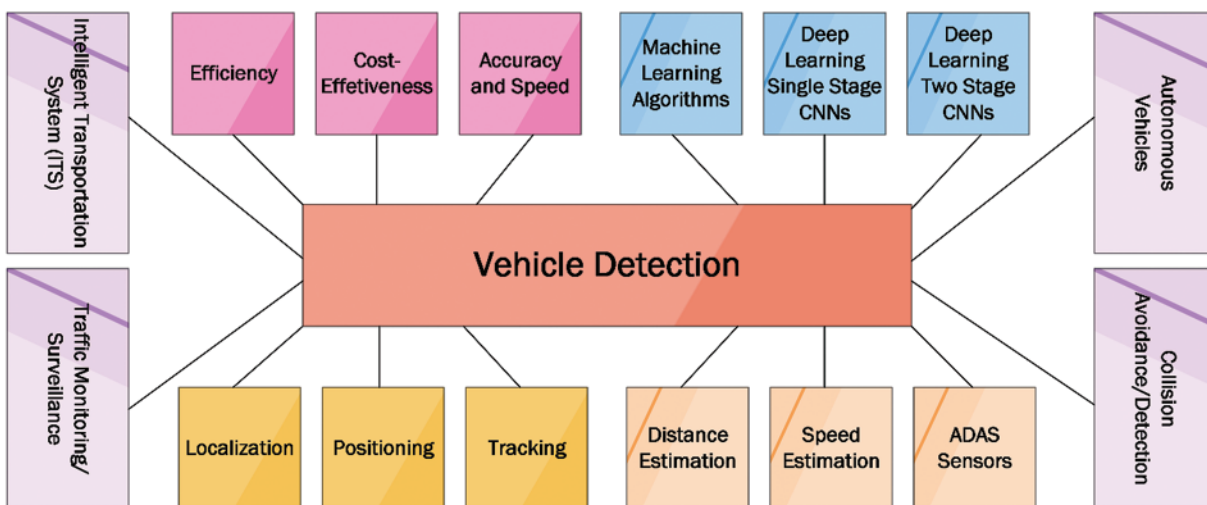 Intelligent Transportation
System (ITS)
Efficiency
Cost-
Effetiveness
Accuracy
and Speed
Machine
Learning
Algorithms
Deep
Learning
Single Stage
CNNs
Deep
Learning
Two Stage
CNNs
Autonomous
Vehicles
Vehicle Detection
Traffic Monitoring/
Surveillance
Localization
Positioning
Tracking
Distance
Estimation
Speed
Estimation
ADAS
Sensors
Collision
Avoidance/Detection